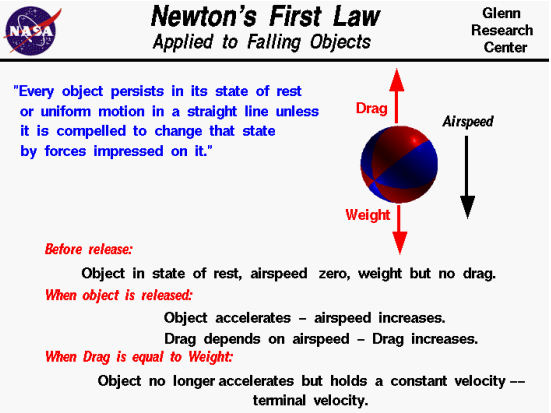 NASA
Newton's First Law
Applied to Falling Objects
Glenn
Research
Center
"Every object persists in its state of rest
or uniform motion in a straight line unless
it is compelled to change that state
by forces impressed on it."
Drag
Airspeed
Weight
Before release:
Object in state of rest, airspeed zero, weight but no drag.
When object is released:
Object accelerates – airspeed increases.
Drag depends on airspeed – Drag increases.
When Drag is equal to Weight:
Object no longer accelerates but holds a constant velocity ––
terminal velocity.